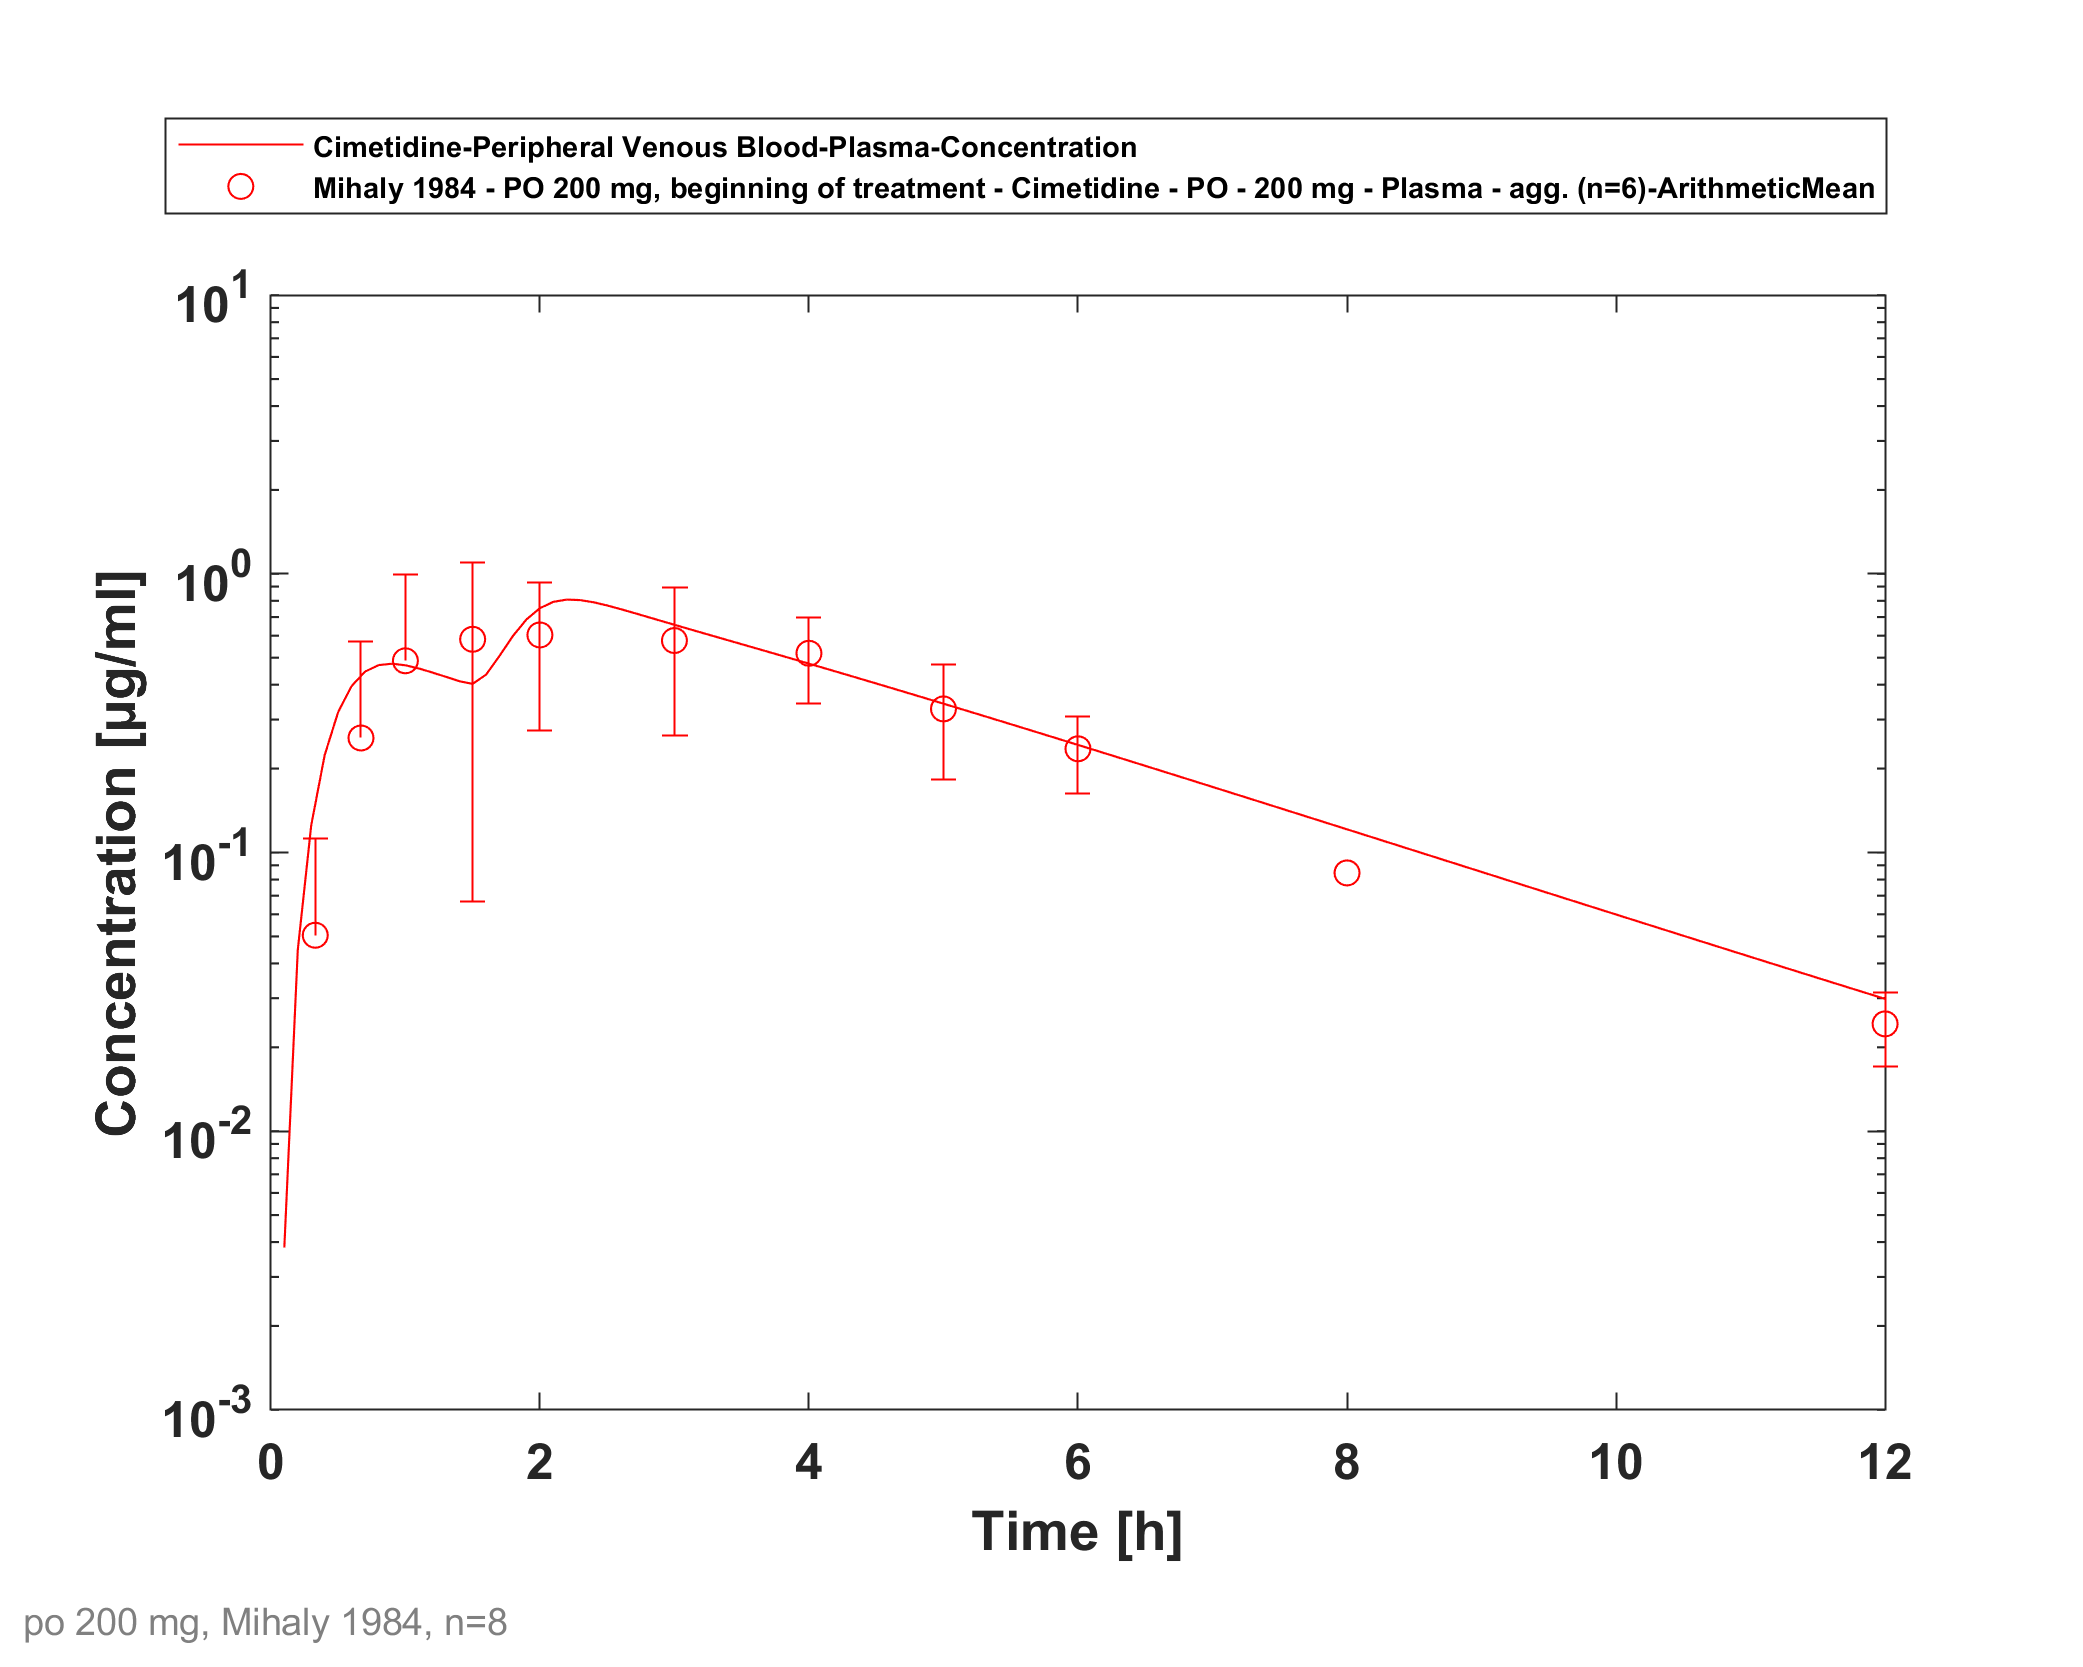 Cimetidine-Peripheral Venous Blood-Plasma-Concentration
Mihaly 1984 - PO 200 mg, beginning of treatment - Cimetidine - PO - 200 mg - Plasma - agg. (n=6)-ArithmeticMean
10^1
10^0
10^-1
10^-2
10^-3
Concentration [µg/ml]
0 2 4 6 8 10 12
Time [h]
po 200 mg, Mihaly 1984, n=8